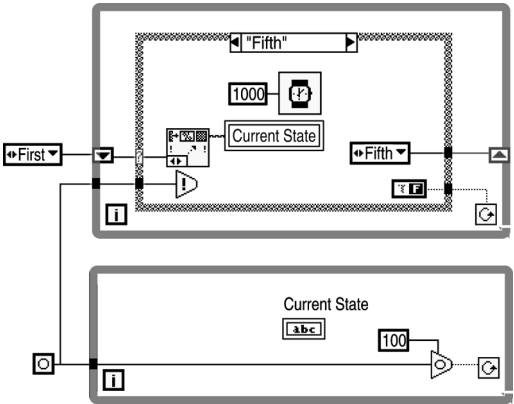 "Fifth"
1000
Current State
First
Fifth
F
i
Current State
abc
100
i